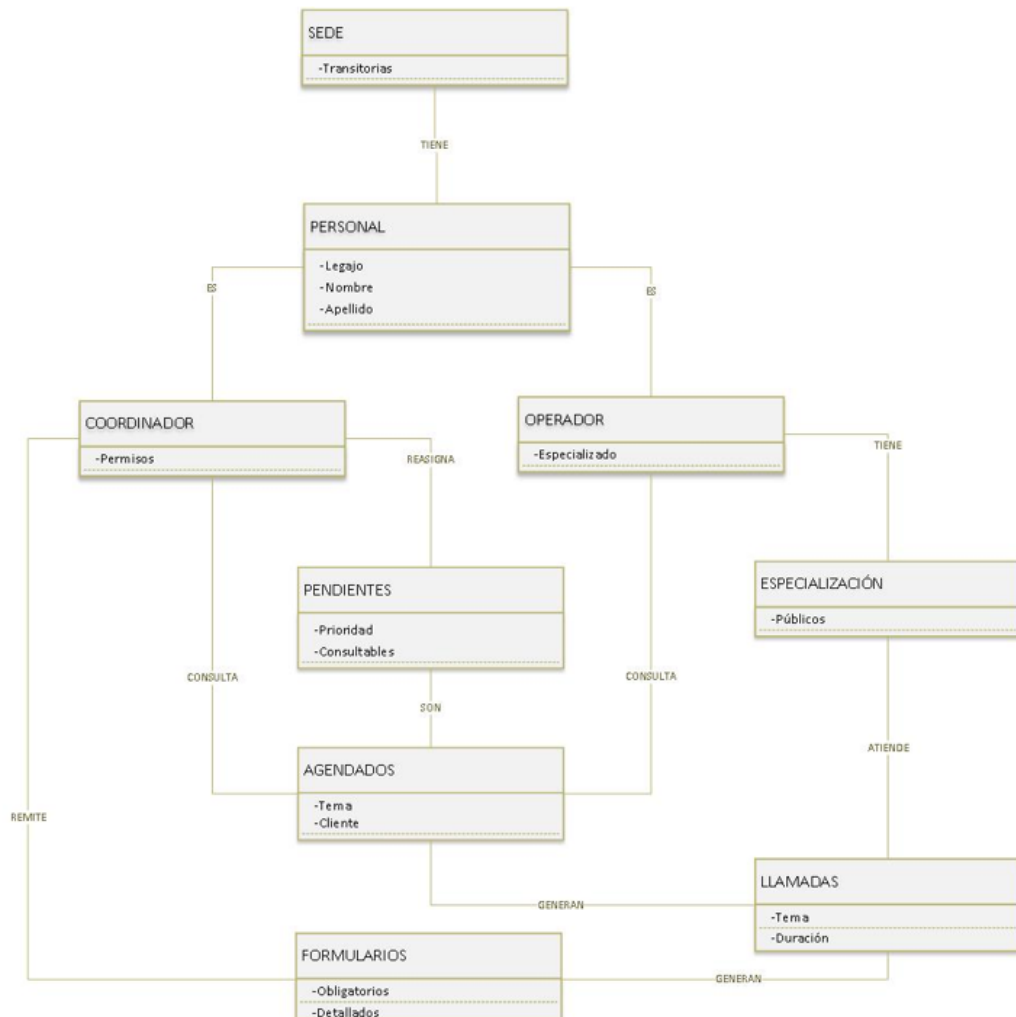 SEDE
-Transitorias
TIENE
PERSONAL
-Legajo
-Nombre
-Apellido
ES
ES
COORDINADOR
-Permisos
REASIGNA
OPERADOR
-Especializado
TIENE
PENDIENTES
-Prioridad
-Consultables
ESPECIALIZACIÓN
-Públicos
CONSULTA
SON
CONSULTA
ATIENDE
AGENDADOS
-Tema
-Cliente
REMITE
GENERAN
LLAMADAS
-Tema
-Duración
FORMULARIOS
-Obligatorios
-Detallados
GENERAN